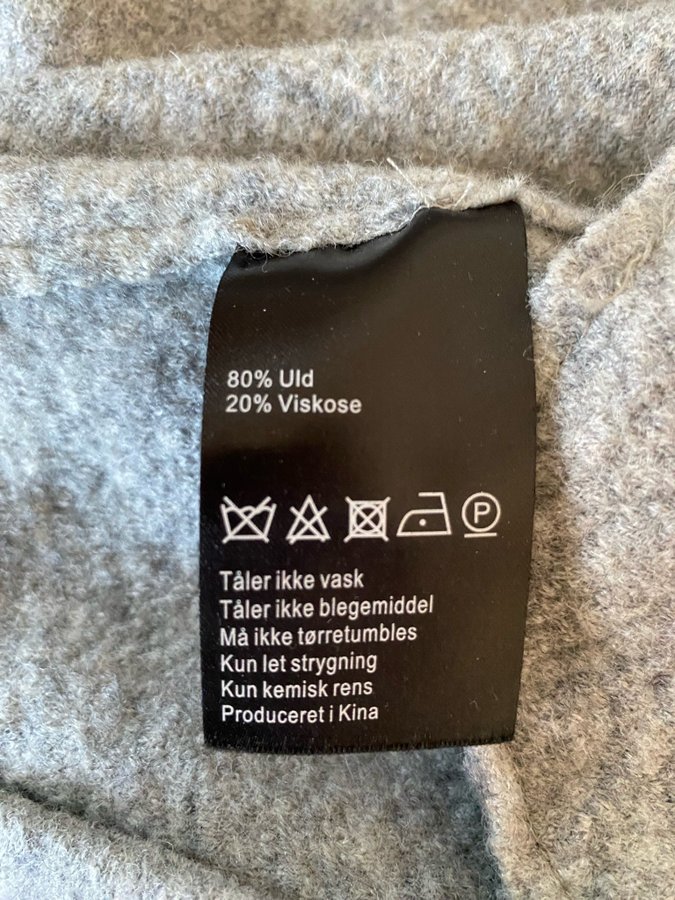 80% Uld
20% Viskose
P
Tåler ikke vask
Tåler ikke blegemiddel
Må ikke tørretumbles
Kun let strygning
Kun kemisk rens
Produceret i Kina